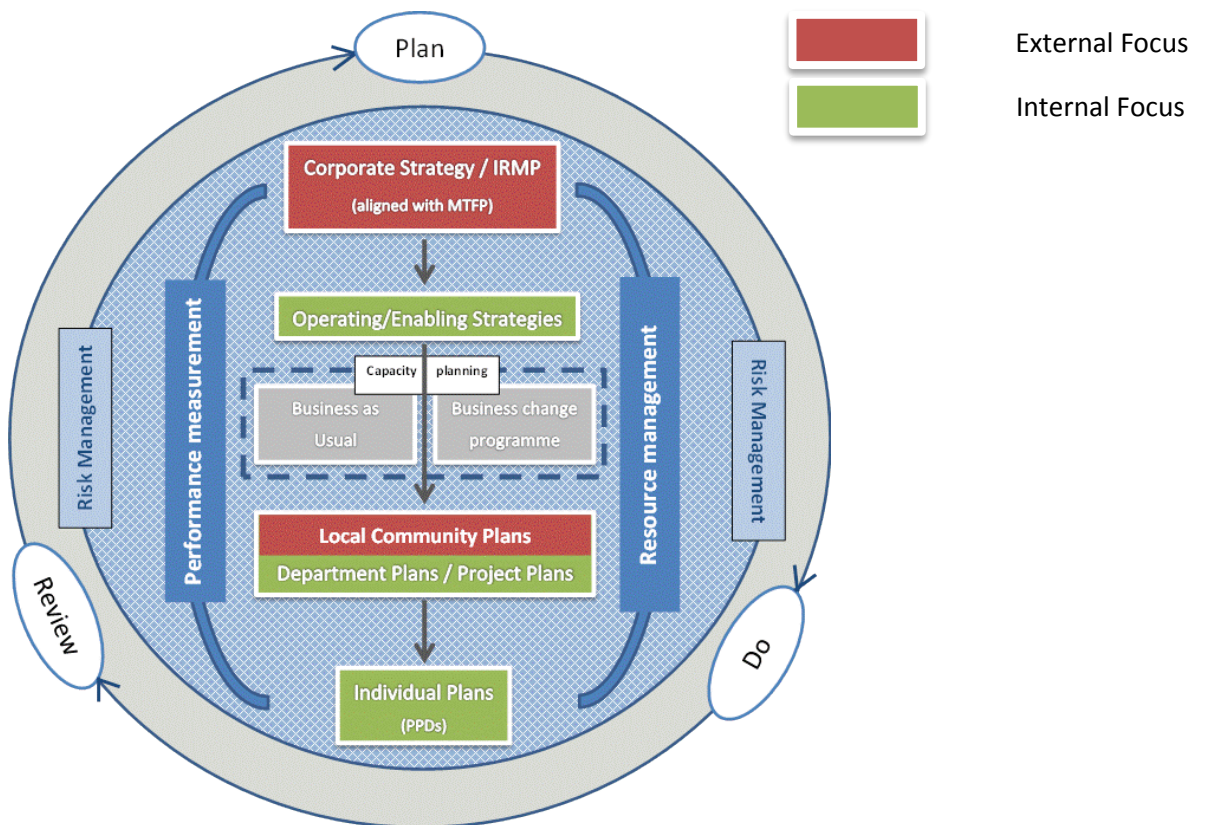 Plan
External Focus
Internal Focus
Corporate Strategy / IRMP
(aligned with MTFP)
Operating/Enabling Strategies
Capacity planning
Business as
Usual
Business change
programme
Local Community Plans
Department Plans / Project Plans
Individual Plans
(PPDs)
Performance measurement
Resource management
Risk Management
Risk Management
Review
Do